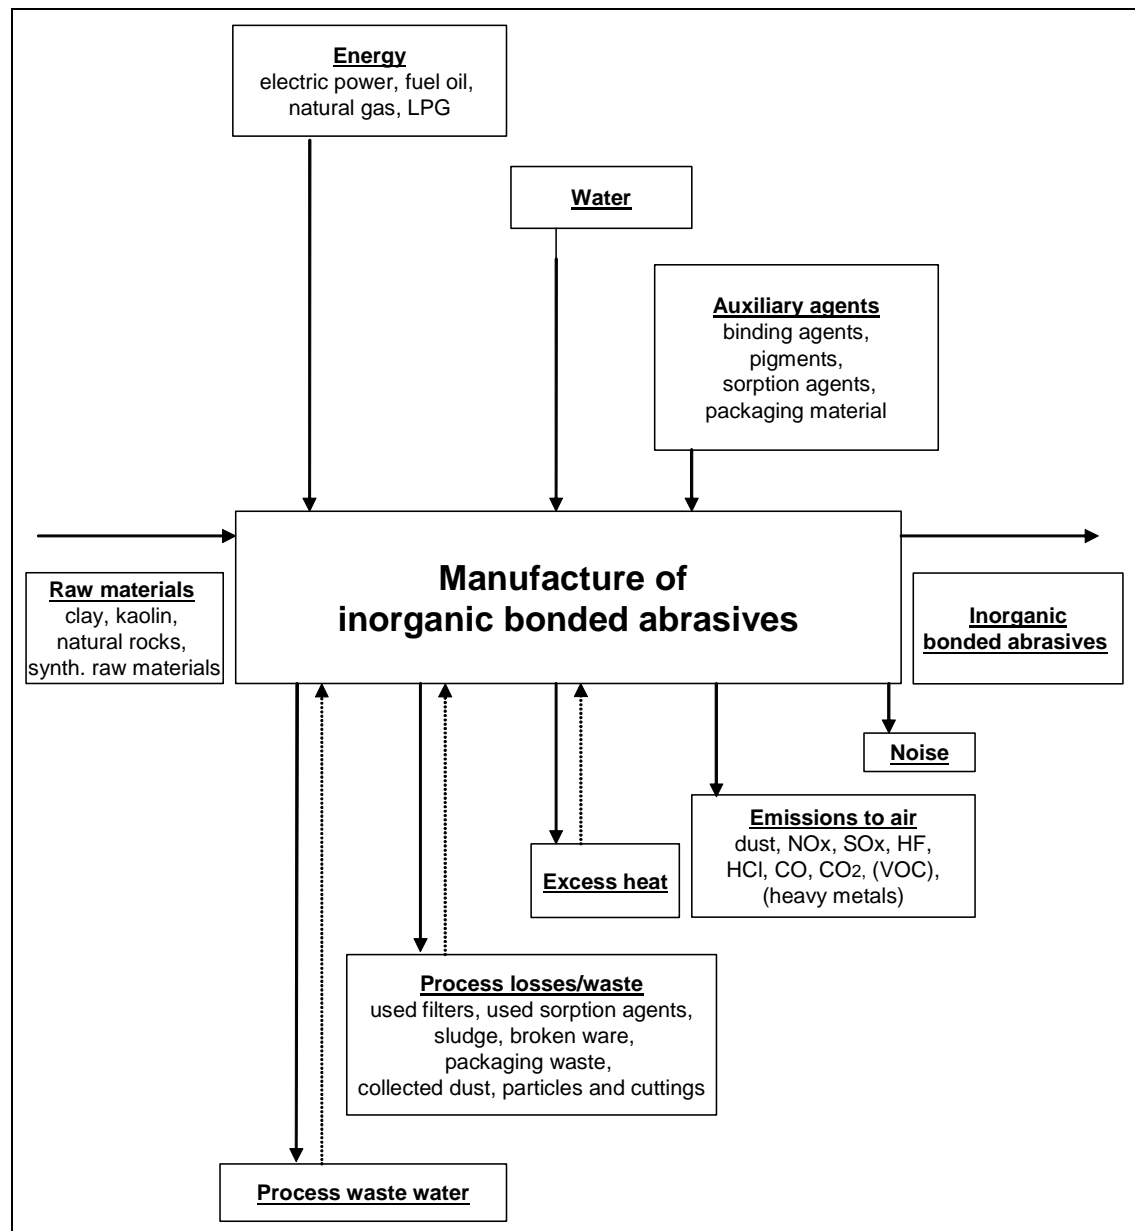 Energy
electric power, fuel oil,
natural gas, LPG
Water
Auxiliary agents
binding agents,
pigments,
sorption agents,
packaging material
Manufacture of
inorganic bonded abrasives
Raw materials
clay, kaolin,
natural rocks,
synth. raw materials
Inorganic
bonded abrasives
Noise
Emissions to air
dust, NOx, SOx, HF,
HCl, CO, CO2, (VOC),
(heavy metals)
Excess heat
Process losses/waste
used filters, used sorption agents,
sludge, broken ware,
packaging waste,
collected dust, particles and cuttings
Process waste water